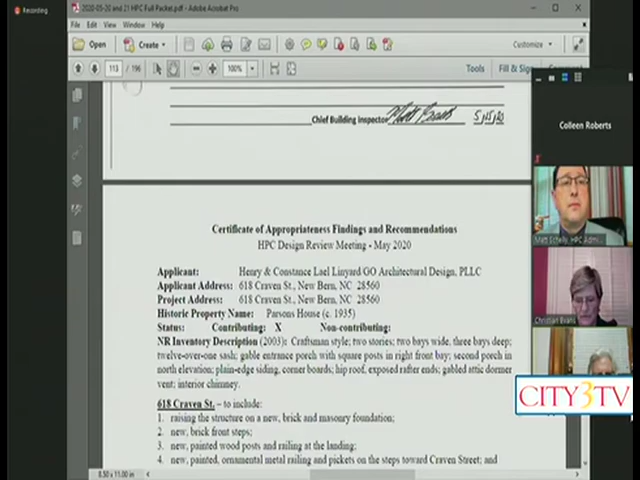 Recording
2020-05-20 and 21 HPC Full Packet.pdf - Adobe Acrobat Pro
File Edit View Window Help
Open Create Customize
113 / 196 100% Tools Fill & Sign Comment
Chief Building Inspector Matt Boswell 5/15/20
Certificate of Appropriateness Findings and Recommendations
HPC Design Review Meeting - May 2020
Applicant: Henry & Constance Lael Linyard GO Architectural Design, PLLC
Applicant Address: 618 Craven St., New Bern, NC 28560
Project Address: 618 Craven St., New Bern, NC 28560
Historic Property Name: Parsons House (c. 1935)
Status: Contributing: X Non-contributing:
NR Inventory Description (2003): Craftsman style; two stories; two bays wide, three bays deep;
twelve-over-one sash; gable entrance porch with square posts in right front bay; second porch in
north elevation; plain-edge siding, corner boards; hip roof, exposed rafter ends; gabled attic dormer
vent; interior chimney.
618 Craven St. – to include:
1. raising the structure on a new, brick and masonry foundation;
2. new, brick front steps;
3. new, painted wood posts and railing at the landing;
4. new, painted, ornamental metal railing and pickets on the steps toward Craven Street; and
8.50 x 11.00 in
Colleen Roberts
Matt Schelly, HPC Admi...
Christian Evans
CITY3TV